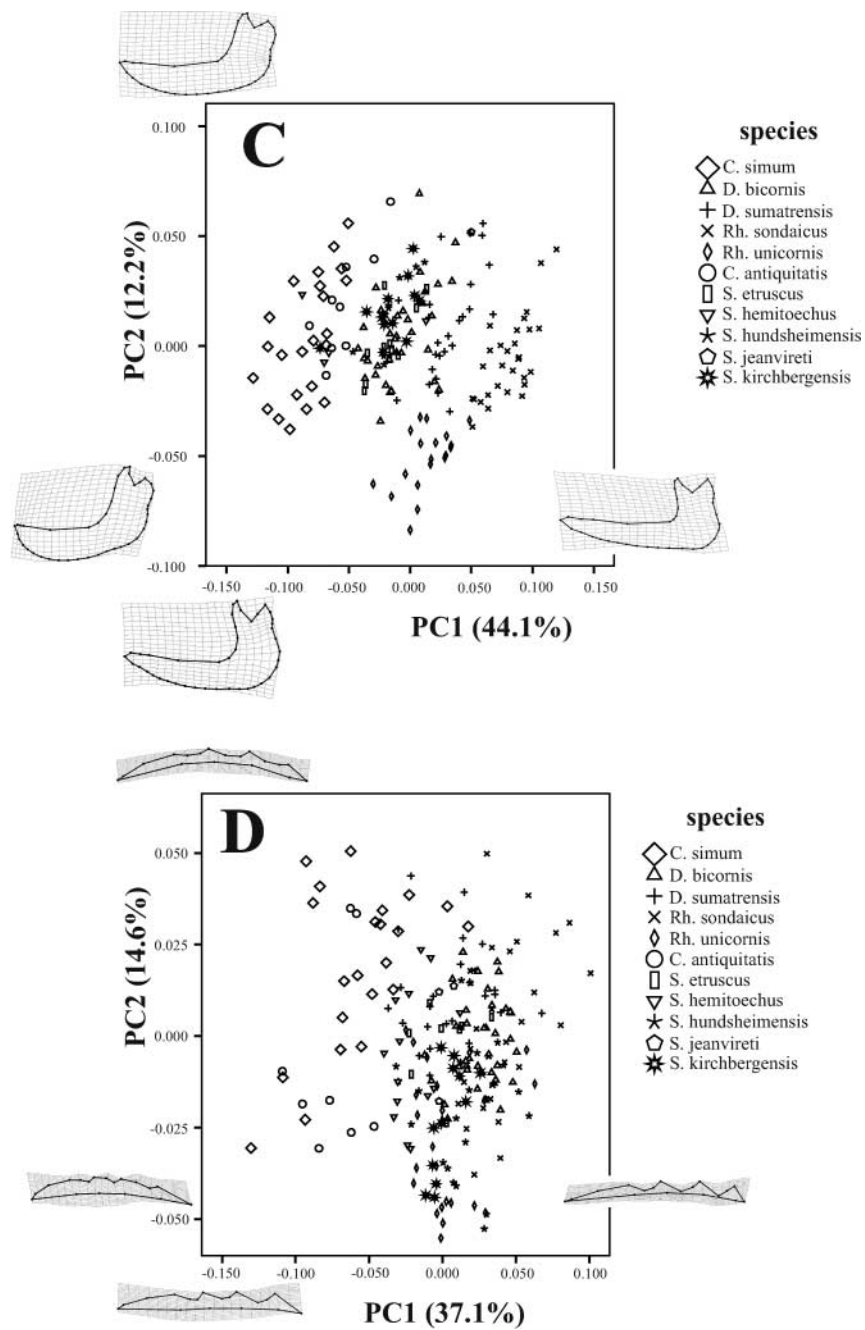 C
species
C. simum
D. bicornis
D. sumatrensis
Rh. sondaicus
Rh. unicornis
C. antiquitatis
S. etruscus
S. hemitoechus
S. hundsheimensis
S. jeanvireti
S. kirchbergensis
PC2 (12.2%)
0.100
0.050
0.000
-0.050
-0.100
-0.150 -0.100 -0.050 0.000 0.050 0.100 0.150
PC1 (44.1%)
D
species
C. simum
D. bicornis
D. sumatrensis
Rh. sondaicus
Rh. unicornis
C. antiquitatis
S. etruscus
S. hemitoechus
S. hundsheimensis
S. jeanvireti
S. kirchbergensis
PC2 (14.6%)
0.050
0.025
0.000
-0.025
-0.050
-0.150 -0.100 -0.050 0.000 0.050 0.100
PC1 (37.1%)